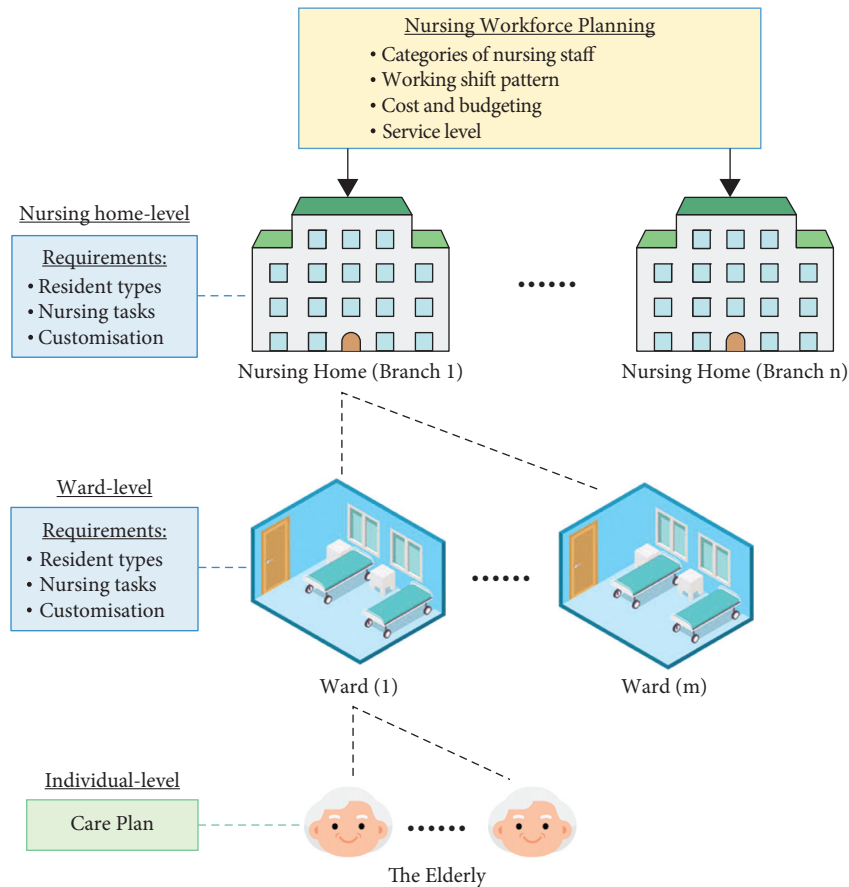 Nursing Workforce Planning
• Categories of nursing staff
• Working shift pattern
• Cost and budgeting
• Service level
Nursing home-level
Requirements:
• Resident types
• Nursing tasks
• Customisation
Nursing Home (Branch 1)
Nursing Home (Branch n)
Ward-level
Requirements:
• Resident types
• Nursing tasks
• Customisation
Ward (1)
Ward (m)
Individual-level
Care Plan
The Elderly